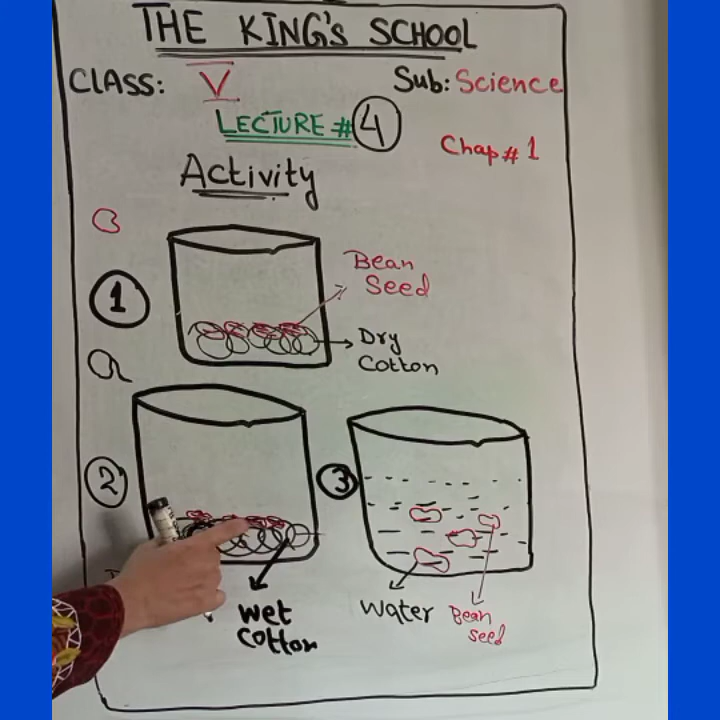 THE KING'S SCHOOL
CLASS: V Sub: Science
LECTURE # 4
Chap # 1
Activity
1
Bean
Seed
Dry
Cotton
2
3
Wet
Cotton
Water
Bean
seed